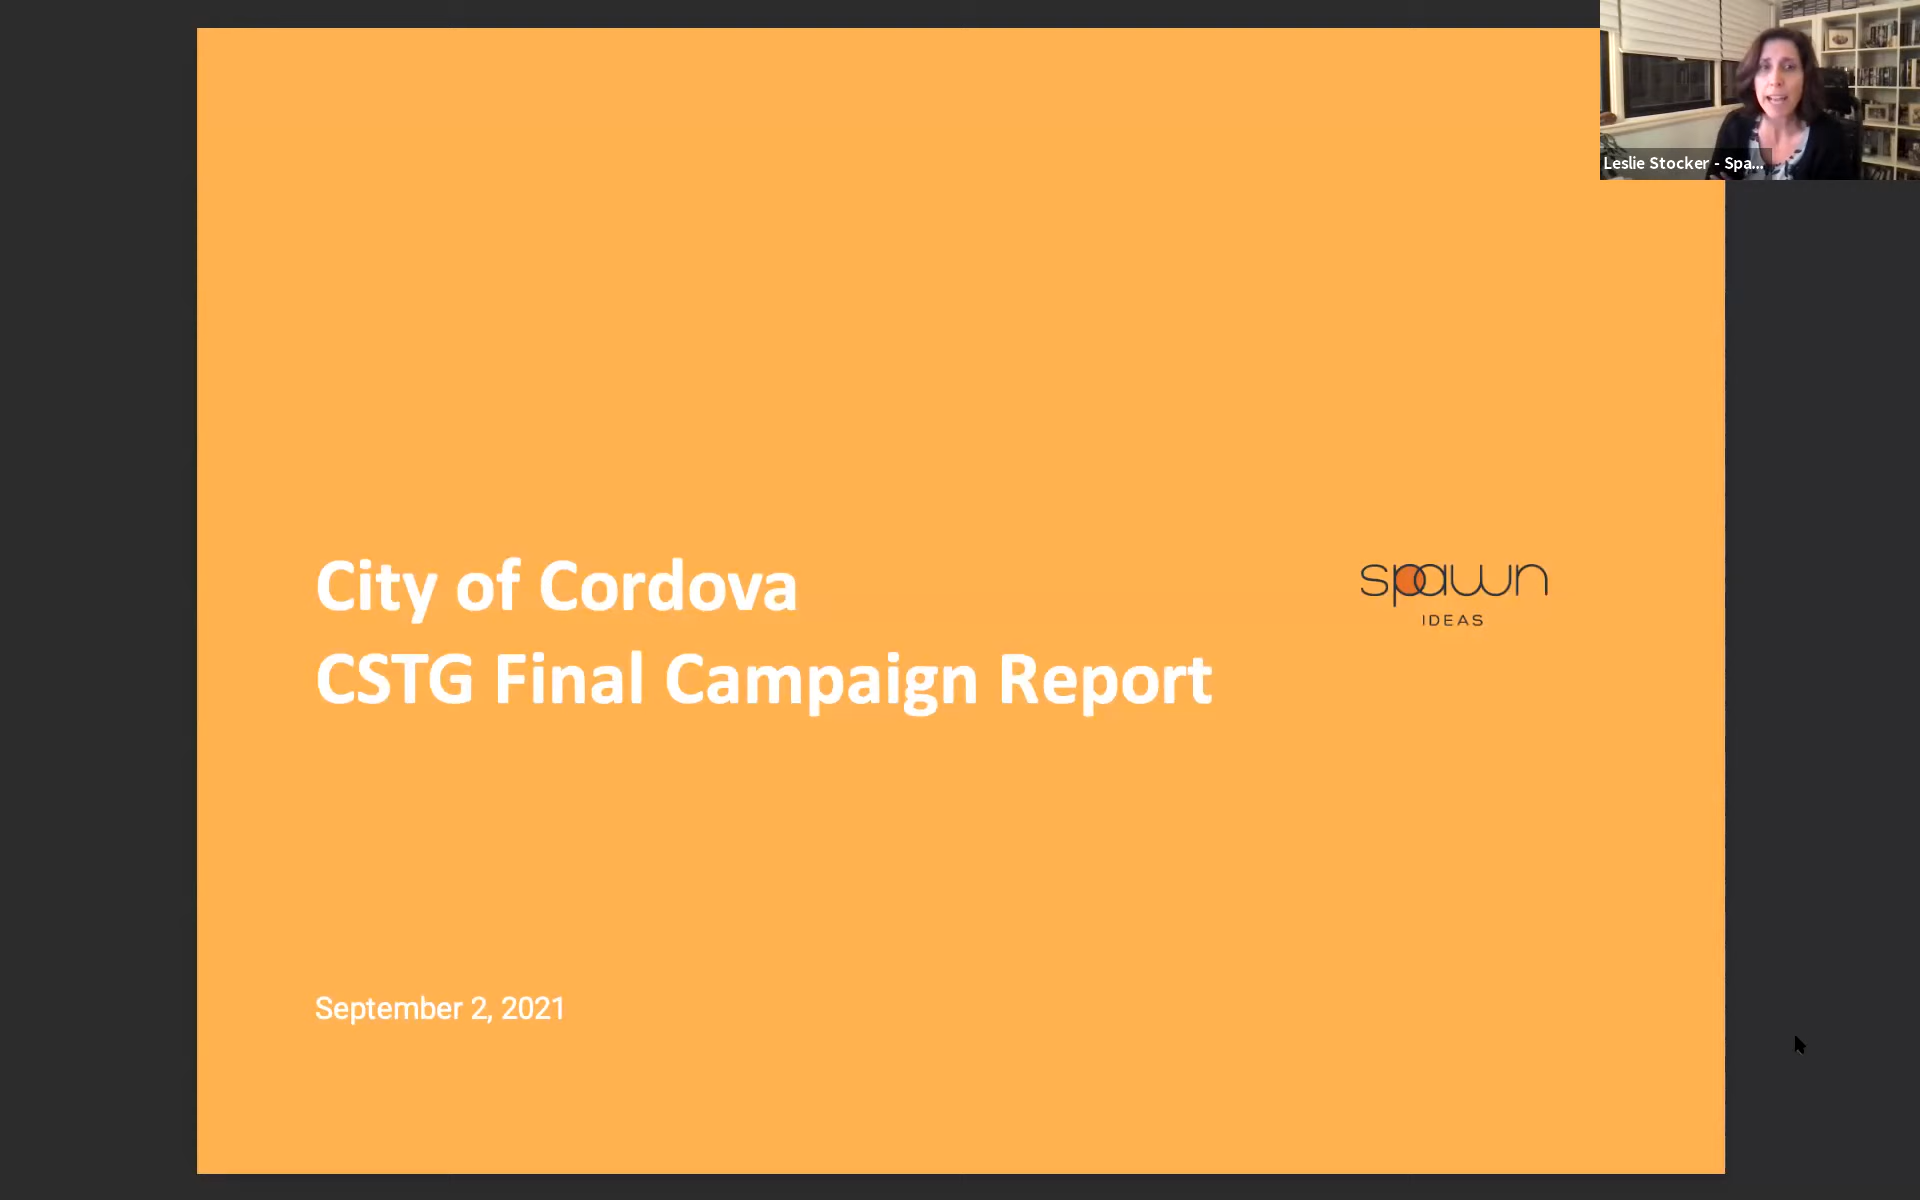 Leslie Stocker - Spa...
City of Cordova
CSTG Final Campaign Report
spawn
IDEAS
September 2, 2021